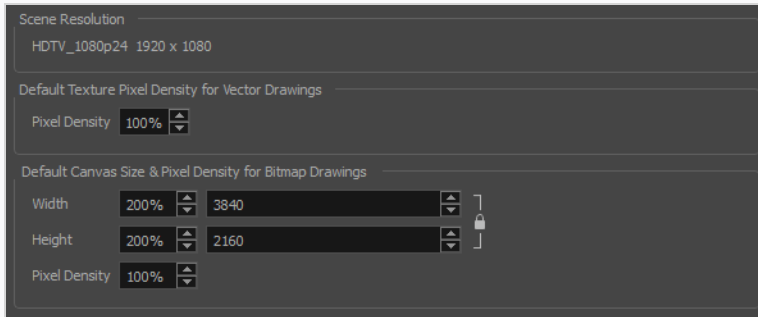 Scene Resolution
HDTV_1080p24 1920 x 1080
Default Texture Pixel Density for Vector Drawings
Pixel Density 100%
Default Canvas Size & Pixel Density for Bitmap Drawings
Width 200% 3840
Height 200% 2160
Pixel Density 100%